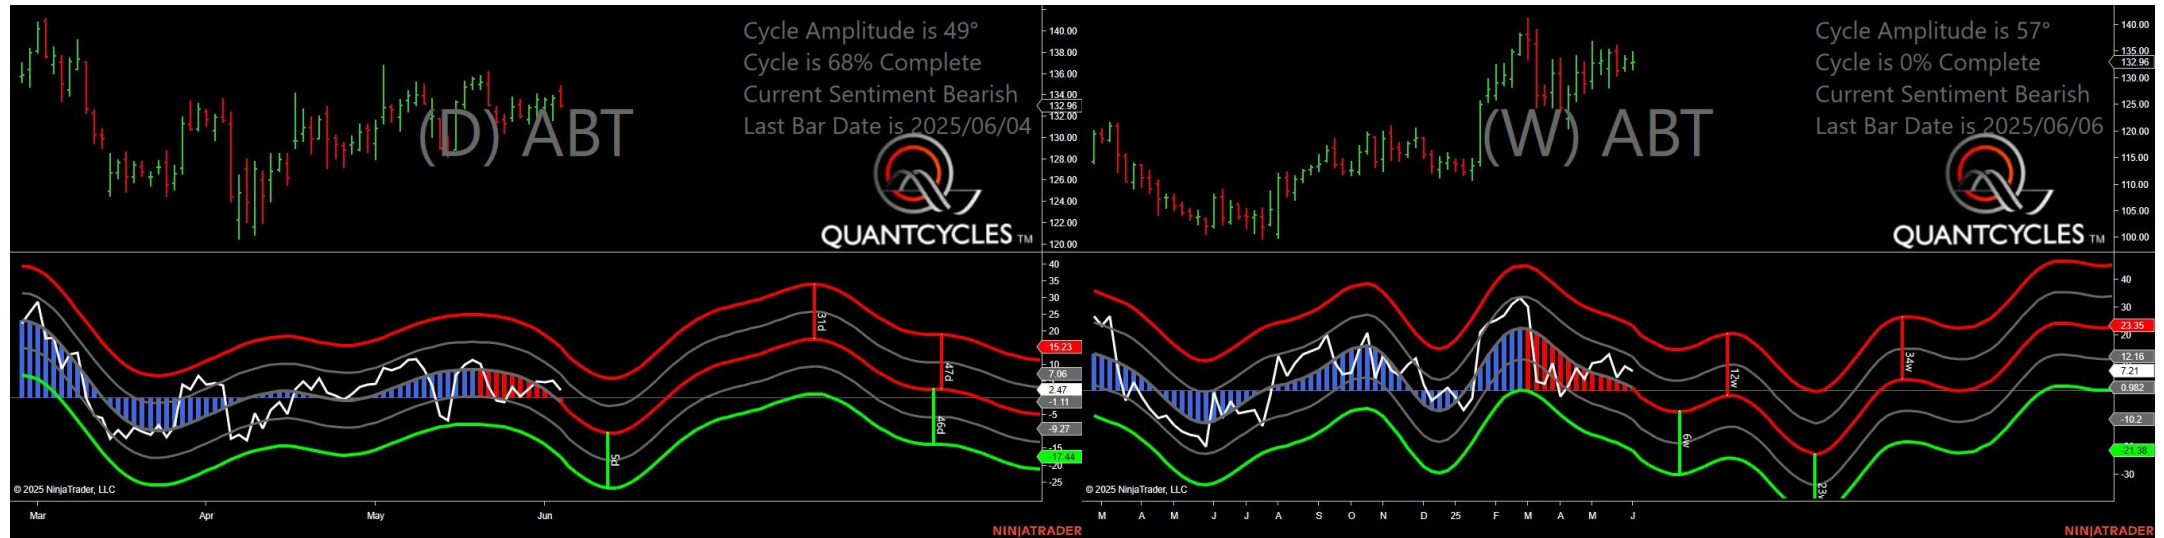 Cycle Amplitude is 49°
Cycle is 68% Complete
Current Sentiment Bearish
Last Bar Date is 2025/06/04
(D) ABT
QUANTCYCLES TM
140.00
138.00
136.00
134.00
132.96
132.00
130.00
128.00
126.00
124.00
122.00
120.00
40
35
30
25
20
15.23
10
7.06
2.47
-1.11
-5
-9.27
-15
-17.44
-20
-25
31d
47d
46d
5d
© 2025 NinjaTrader, LLC
Mar Apr May Jun
NINJATRADER
Cycle Amplitude is 57°
Cycle is 0% Complete
Current Sentiment Bearish
Last Bar Date is 2025/06/06
(W) ABT
QUANTCYCLES TM
140.00
135.00
132.96
130.00
125.00
120.00
115.00
110.00
105.00
100.00
40
30
23.35
20
12.16
7.21
0.982
-10.2
-21.38
-30
12w
34w
6w
© 2025 NinjaTrader, LLC
M A M J J A S O N D 25 F M A M J
NINJATRADER